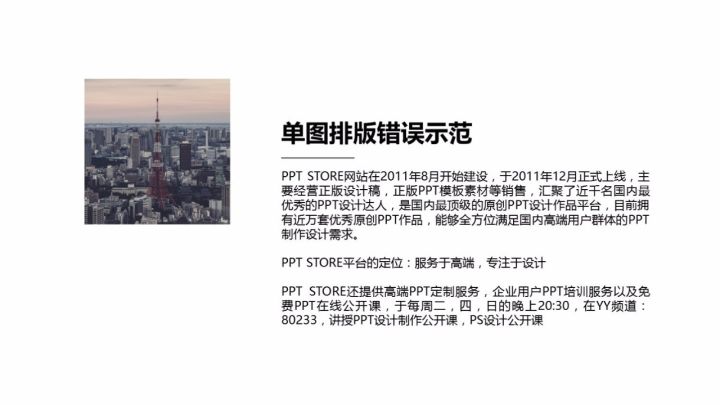 单图排版错误示范
PPT STORE网站在2011年8月开始建设，于2011年12月正式上线，主
要经营正版设计稿，正版PPT模板素材等销售，汇聚了近千名国内最
优秀的PPT设计达人，是国内最顶级的原创PPT设计作品平台，目前拥
有近万套优秀原创PPT作品，能够全方位满足国内高端用户群体的PPT
制作设计需求。
PPT STORE平台的定位：服务于高端，专注于设计
PPT STORE还提供高端PPT定制服务，企业用户PPT培训服务以及免
费PPT在线公开课，于每周二，四，日的晚上20:30，在YY频道：
80233，讲授PPT设计制作公开课，PS设计公开课